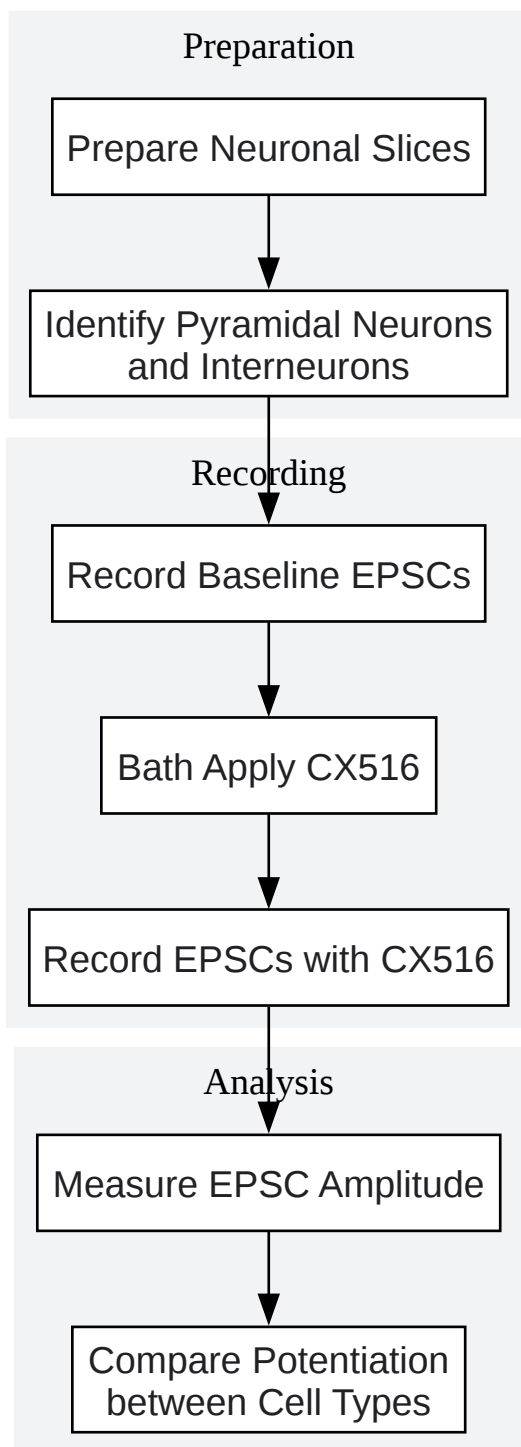 Preparation
Prepare Neuronal Slices
Identify Pyramidal Neurons
and Interneurons
Recording
Record Baseline EPSCs
Bath Apply CX516
Record EPSCs with CX516
Analysis
Measure EPSC Amplitude
Compare Potentiation
between Cell Types